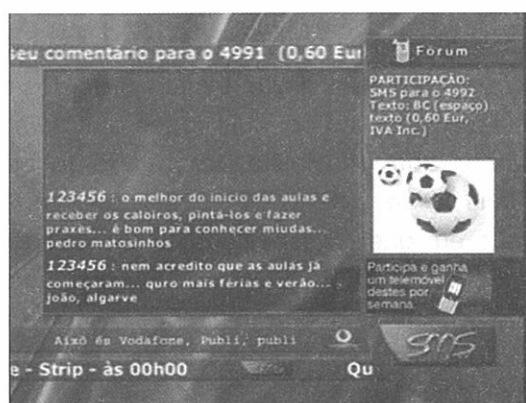 seu comentário para o 4991 (0,60 Eur
Fórum
PARTICIPAÇÃO:
SMS para o 4992
Texto: BC (espaço)
texto (0,60 Eur,
IVA Inc.)
123456 : o melhor do inicio das aulas e
receber os caloiros, pintá-los e fazer
praxes... é bom para conhecer miudas...
pedro matosinhos
123456 : nem acredito que as aulas já
começaram... quro mais férias e verão...
joão, algarve
Participa e ganha
um telemóvel
destes por
semana.
Aixô és Vodafone, Publi, publi
SMS
e - Strip - às 00h00
Qu